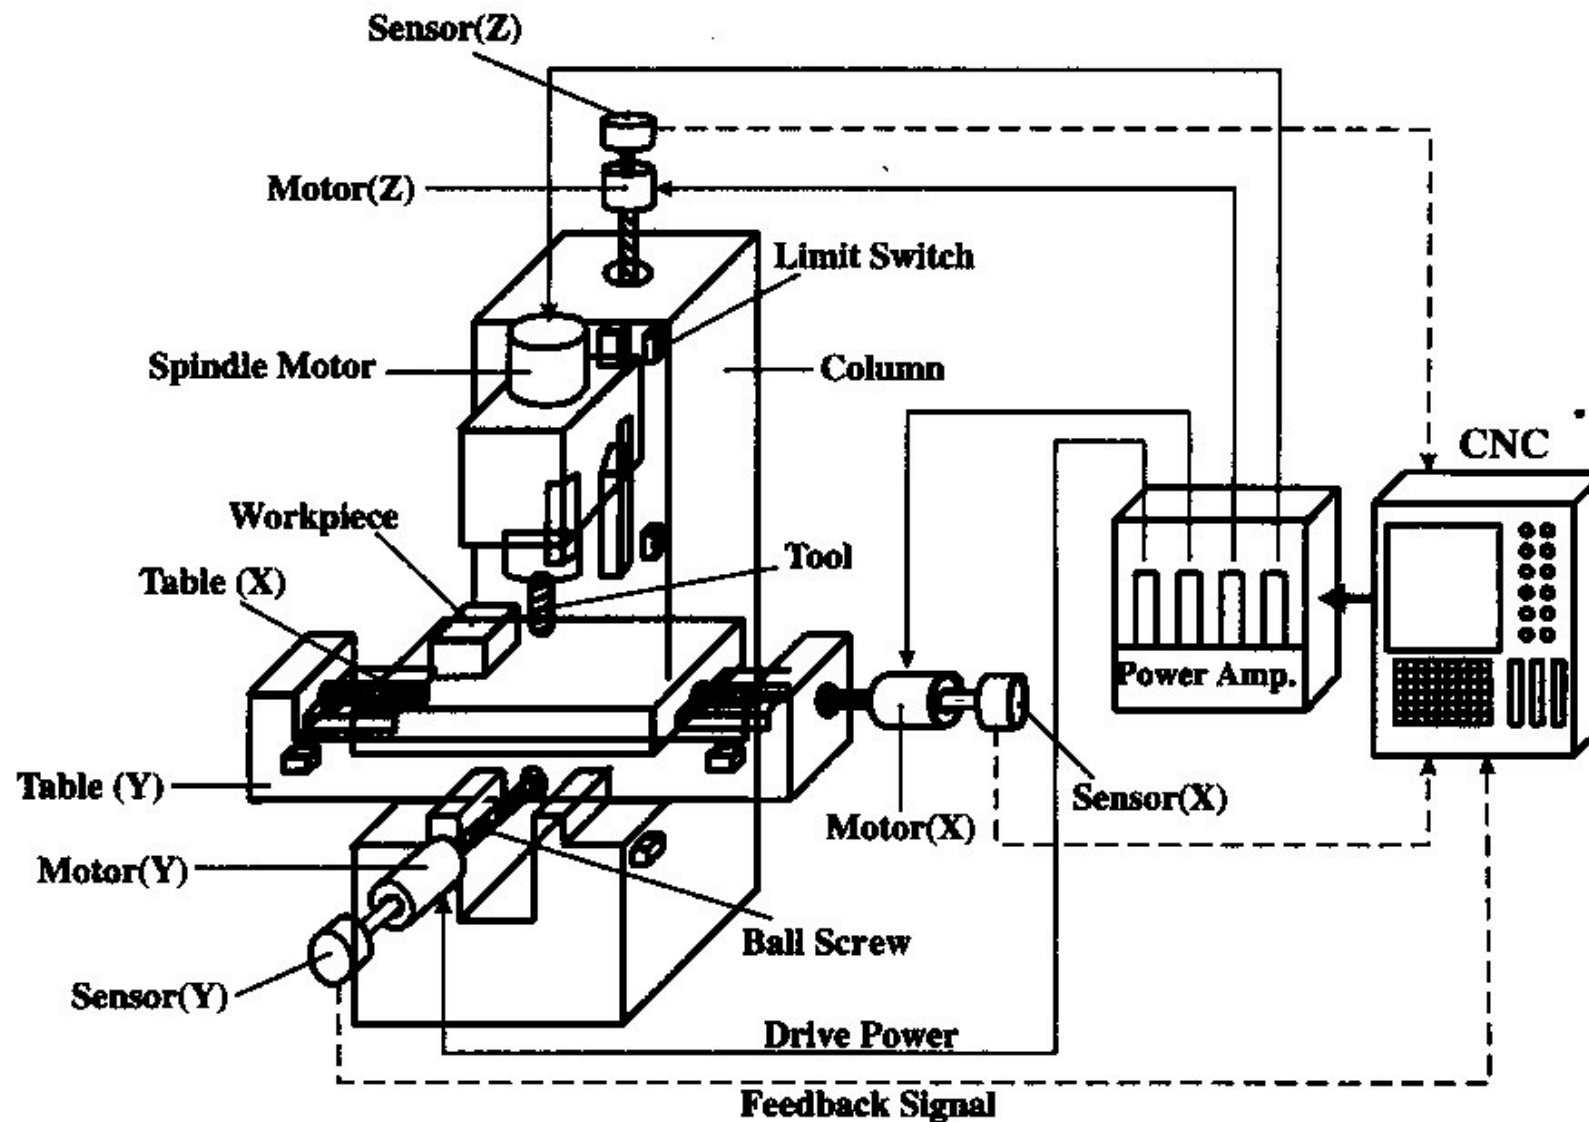 Sensor(Z)
Motor(Z)
Limit Switch
Spindle Motor
Column
CNC
Workpiece
Tool
Table (X)
Power Amp.
Table (Y)
Sensor(X)
Motor(X)
Motor(Y)
Ball Screw
Sensor(Y)
Drive Power
Feedback Signal